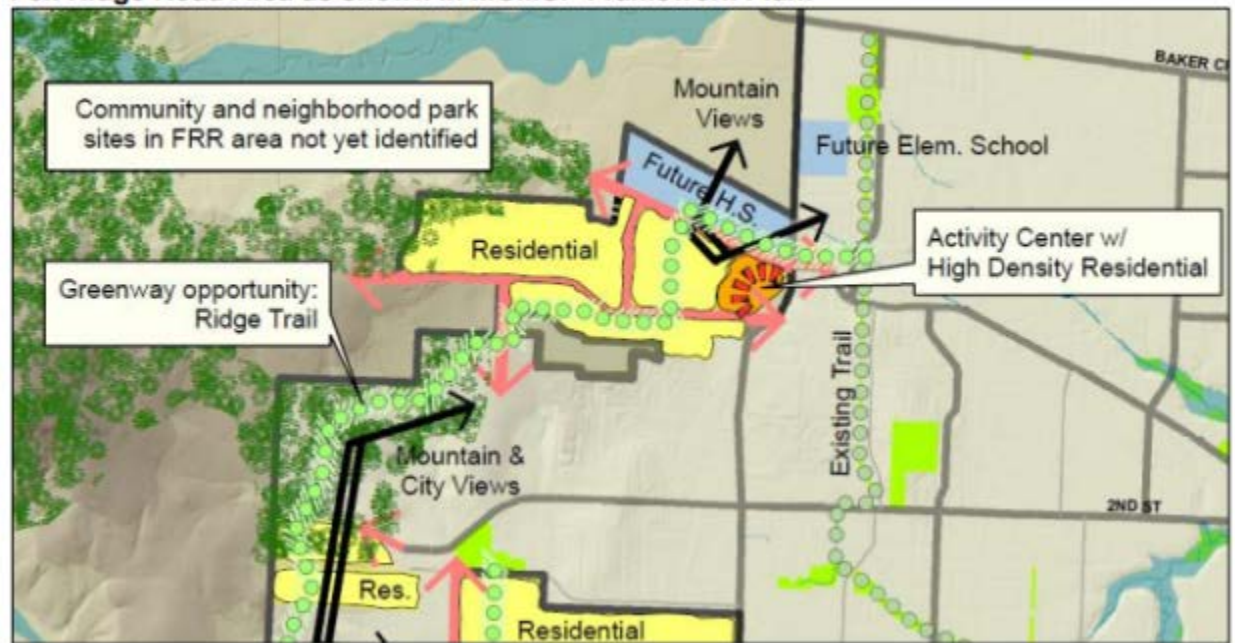 Community and neighborhood park
sites in FRR area not yet identified
Mountain
Views
BAKER
Future Elem. School
Future H.S.
Residential
Activity Center w/
High Density Residential
Greenway opportunity:
Ridge Trail
Existing Trail
Mountain &
City Views
2ND ST
Res.
Residential